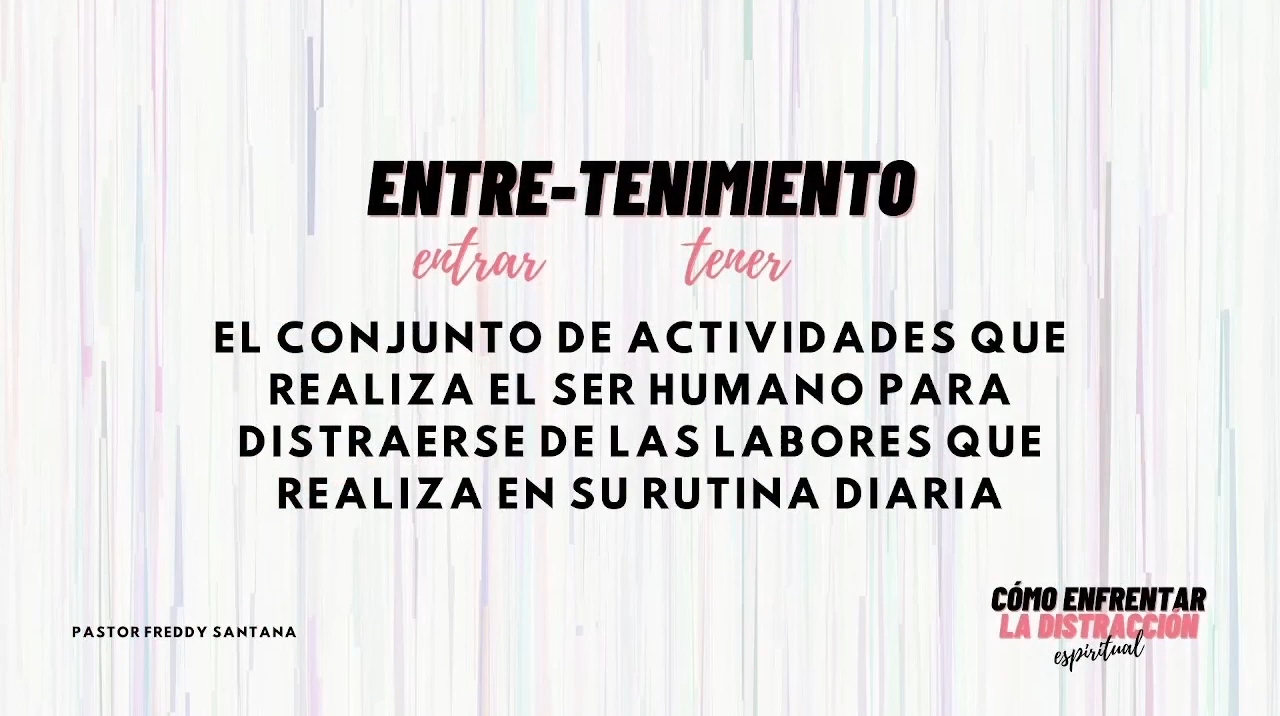 ENTRE-TENIMIENTO
entrar tener
EL CONJUNTO DE ACTIVIDADES QUE
REALIZA EL SER HUMANO PARA
DISTRAERSE DE LAS LABORES QUE
REALIZA EN SU RUTINA DIARIA
PASTOR FREDDY SANTANA
CÓMO ENFRENTAR
LA DISTRACCIÓN
espiritual